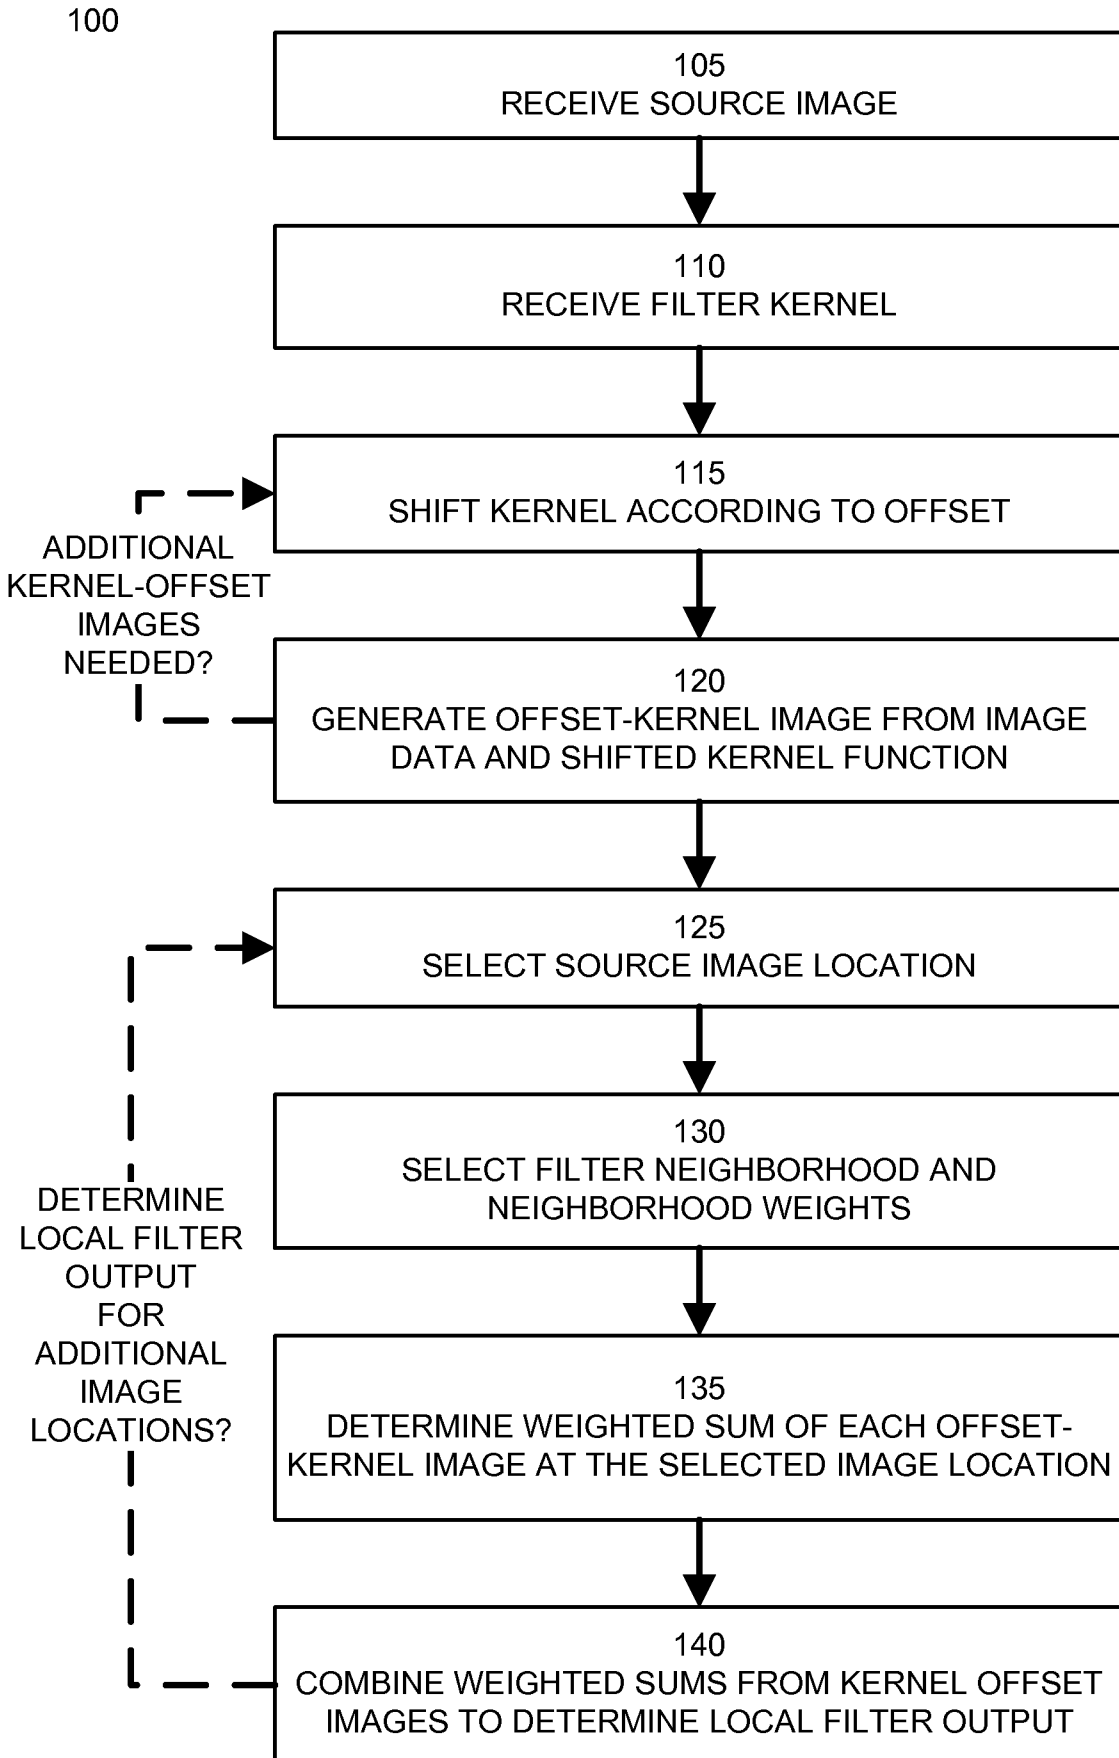 100
105
RECEIVE SOURCE IMAGE
110
RECEIVE FILTER KERNEL
115
SHIFT KERNEL ACCORDING TO OFFSET
ADDITIONAL
KERNEL-OFFSET
IMAGES
NEEDED?
120
GENERATE OFFSET-KERNEL IMAGE FROM IMAGE
DATA AND SHIFTED KERNEL FUNCTION
125
SELECT SOURCE IMAGE LOCATION
130
SELECT FILTER NEIGHBORHOOD AND
NEIGHBORHOOD WEIGHTS
DETERMINE
LOCAL FILTER
OUTPUT
FOR
ADDITIONAL
IMAGE
LOCATIONS?
135
DETERMINE WEIGHTED SUM OF EACH OFFSET-
KERNEL IMAGE AT THE SELECTED IMAGE LOCATION
140
COMBINE WEIGHTED SUMS FROM KERNEL OFFSET
IMAGES TO DETERMINE LOCAL FILTER OUTPUT